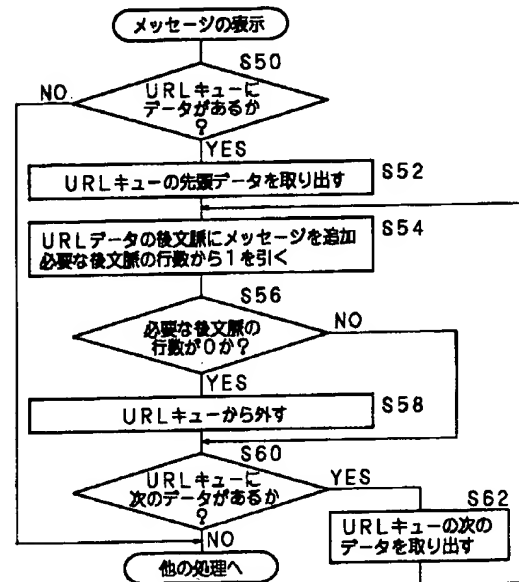 メッセージの表示
S50
NO
URLキューに
データがあるか
?
YES
URLキューの先頭データを取り出す
S52
URLデータの後文脈にメッセージを追加
必要な後文脈の行数から1を引く
S54
S56
必要な後文脈の
行数が0か?
NO
YES
URLキューから外す
S58
S60
URLキューに
次のデータがあるか
?
YES
NO
S62
URLキューの次の
データを取り出す
他の処理へ